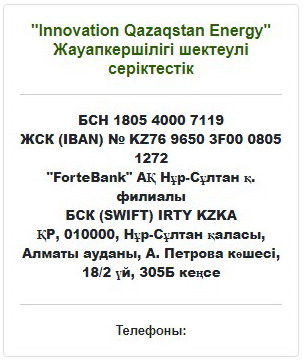 "Innovation Qazaqstan Energy"
Жауапкершілігі шектеулі
серіктестік
БСН 1805 4000 7119
ЖСК (IBAN) № KZ76 9650 3F00 0805
1272
"ForteBank" АҚ Нұр-Сұлтан қ.
филиалы
БСК (SWIFT) IRTY KZKA
ҚР, 010000, Нұр-Сұлтан қаласы,
Алматы ауданы, А. Петрова көшесі,
18/2 үй, 305Б кеңсе
Телефоны: